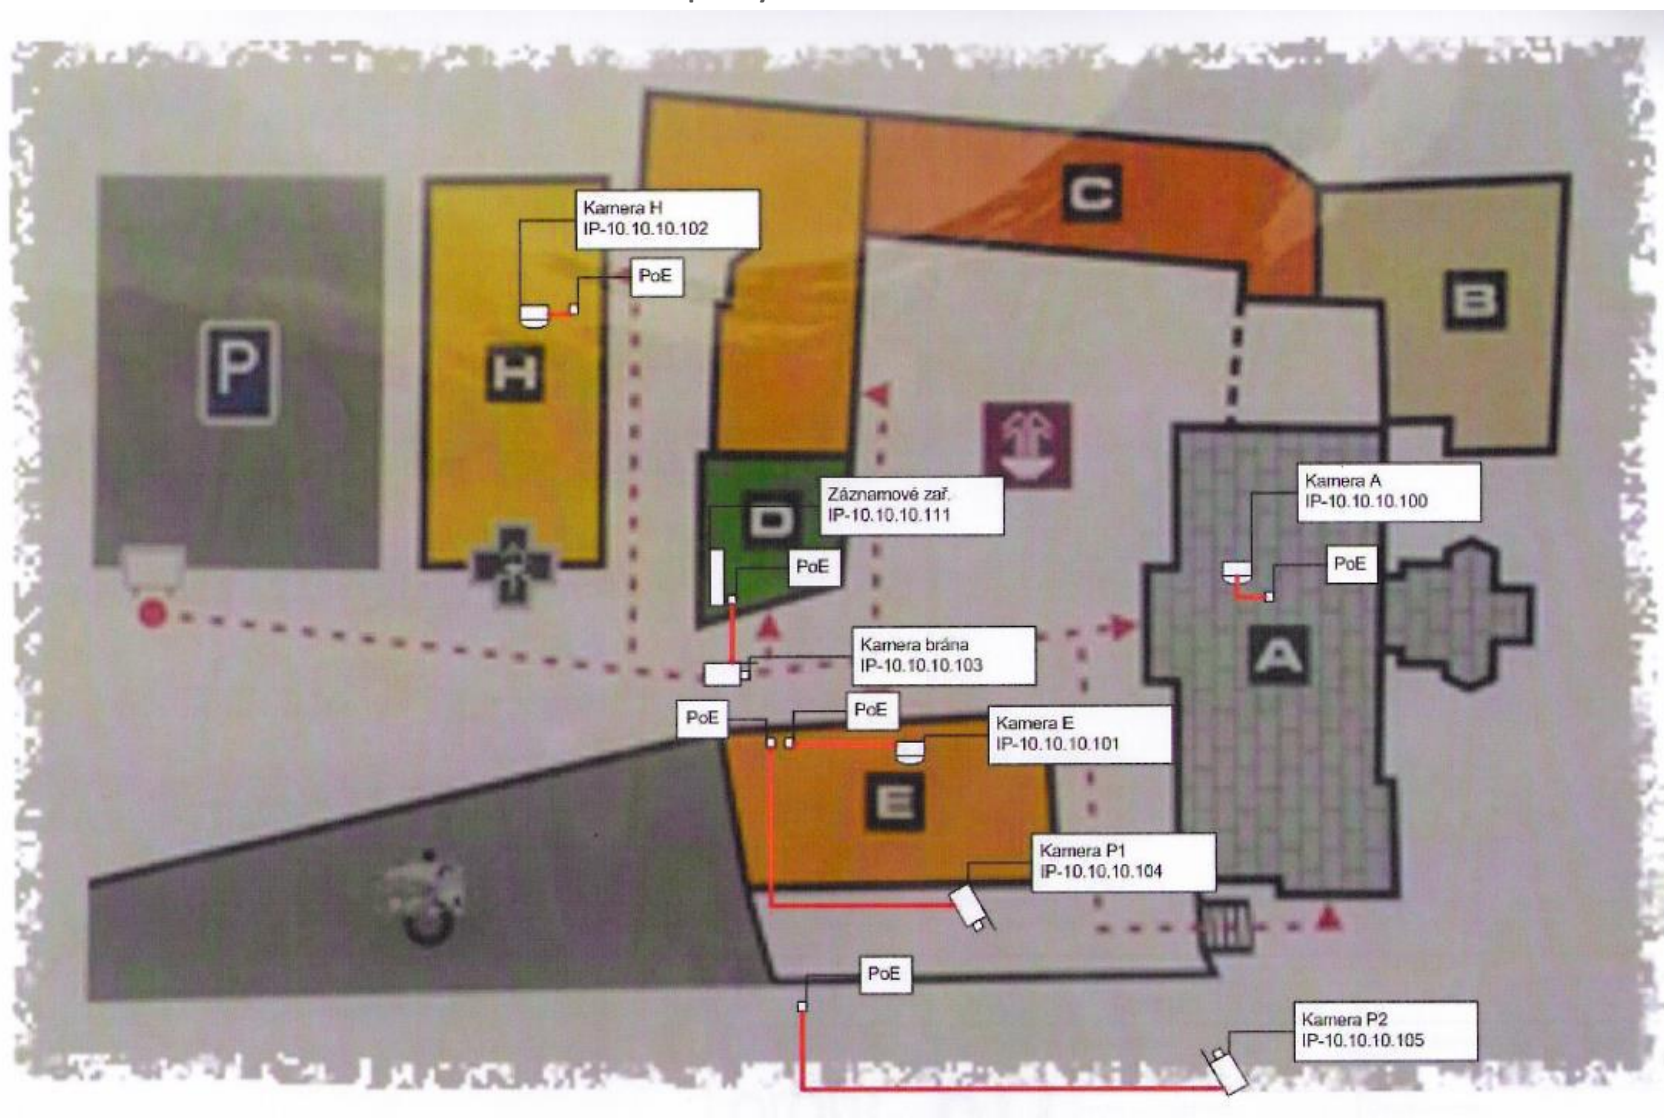 C
Kamera H
IP-10.10.10.102
PoE
B
P
H
Kamera A
IP-10.10.10.100
Záznamové zař.
IP-10.10.10.111
D
PoE
PoE
Kamera brána
IP-10.10.10.103
A
PoE
PoE
Kamera E
IP-10.10.10.101
E
Kamera P1
IP-10.10.10.104
PoE
Kamera P2
IP-10.10.10.105